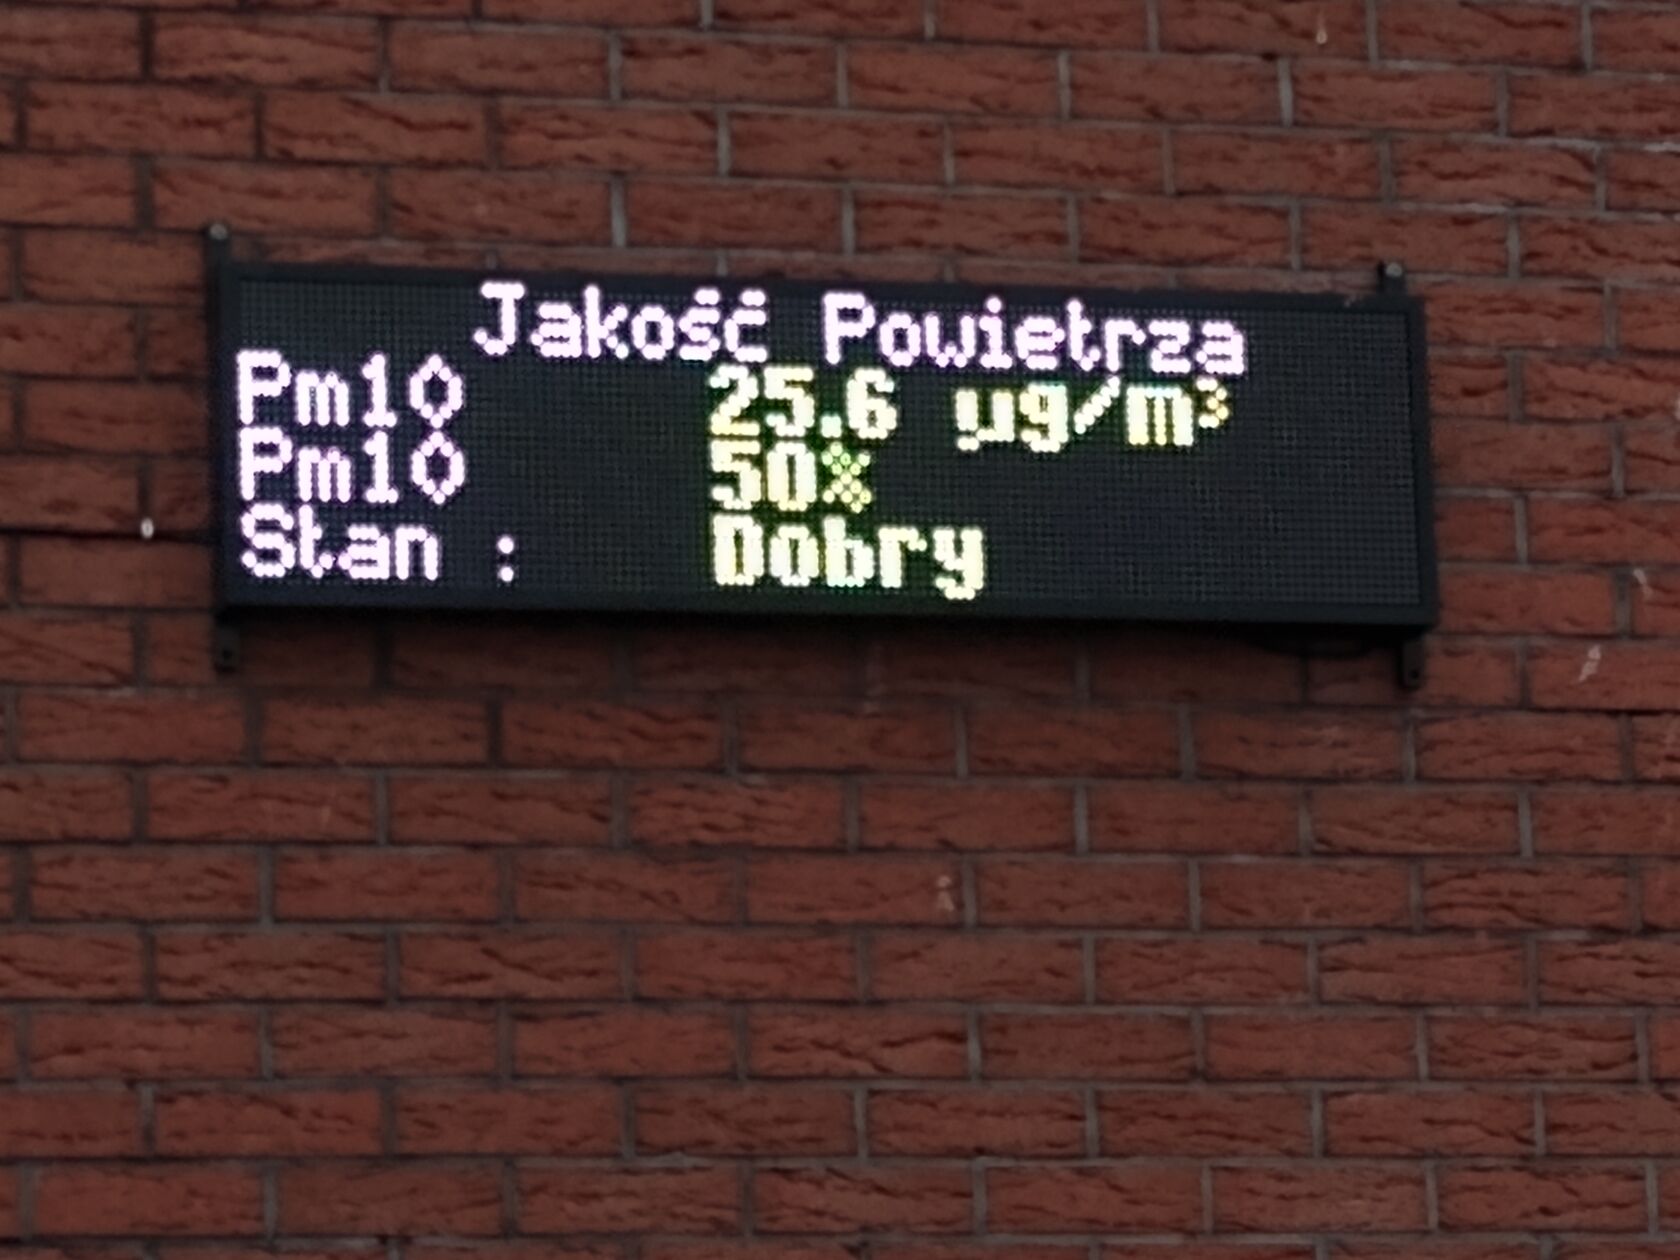 Jakość Powietrza
Pm10 25.6 µg/m³
Pm10 50%
Stan : Dobry